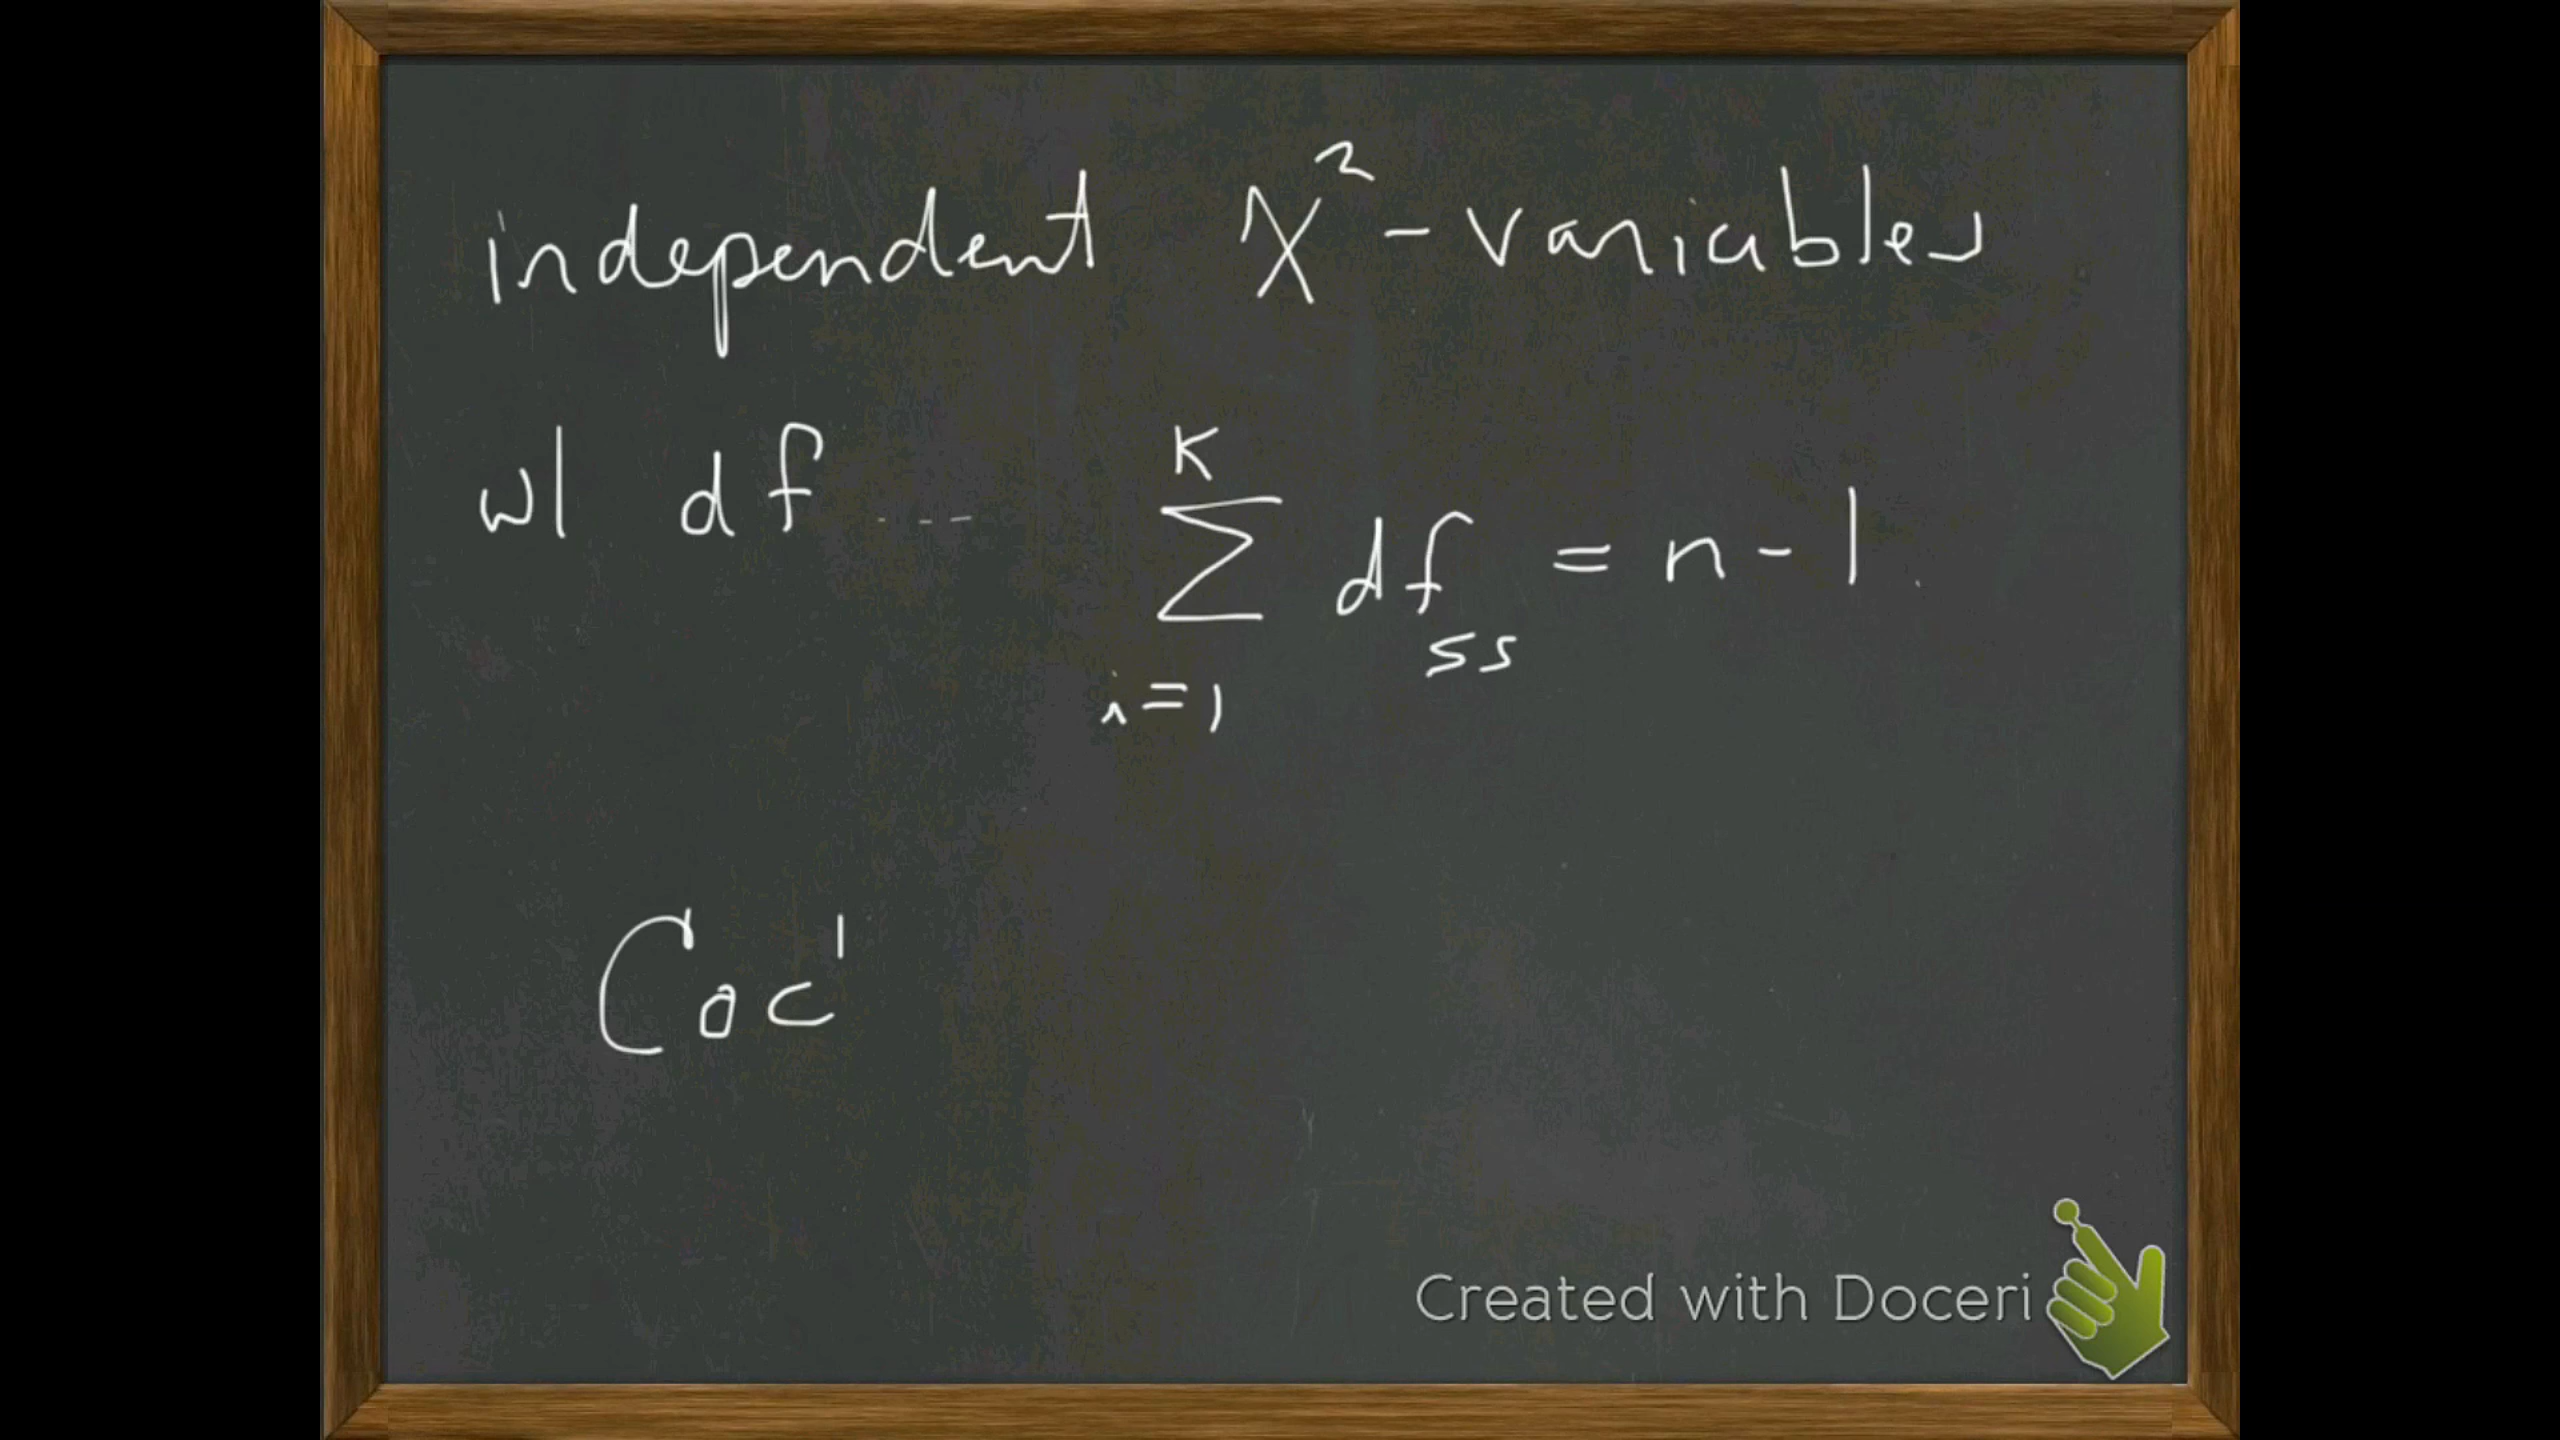 independent χ² - variables
w/ df --- K
∑ df ss = n - 1
i = 1
Coc'
Created with Doceri